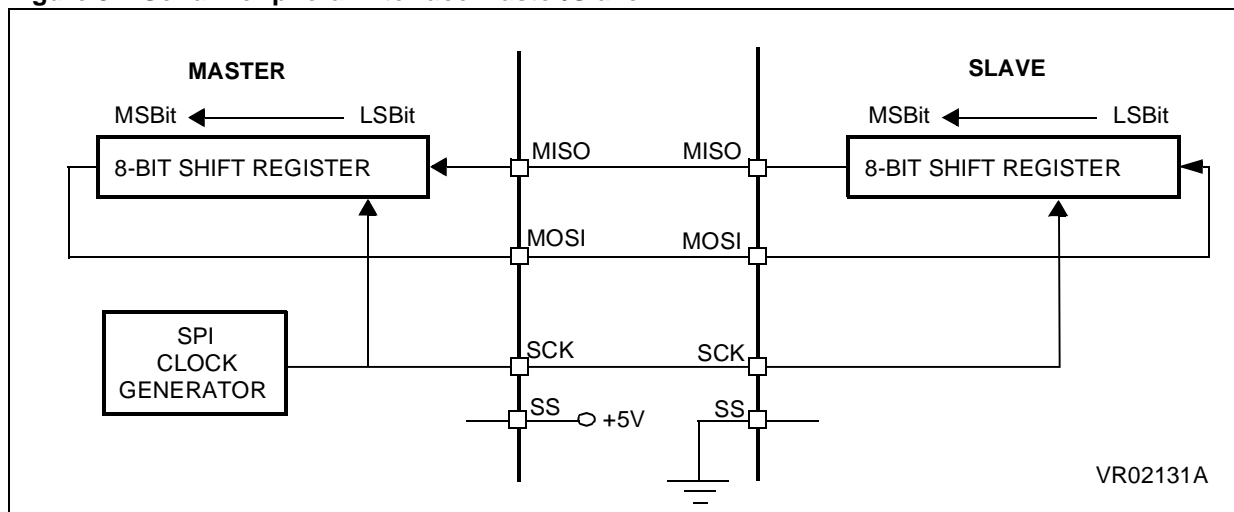 MASTER
SLAVE
MSBit LSBit
MSBit LSBit
8-BIT SHIFT REGISTER
MISO
MISO
8-BIT SHIFT REGISTER
MOSI
MOSI
SPI
CLOCK
GENERATOR
SCK
SCK
SS
+5V
SS
VR02131A